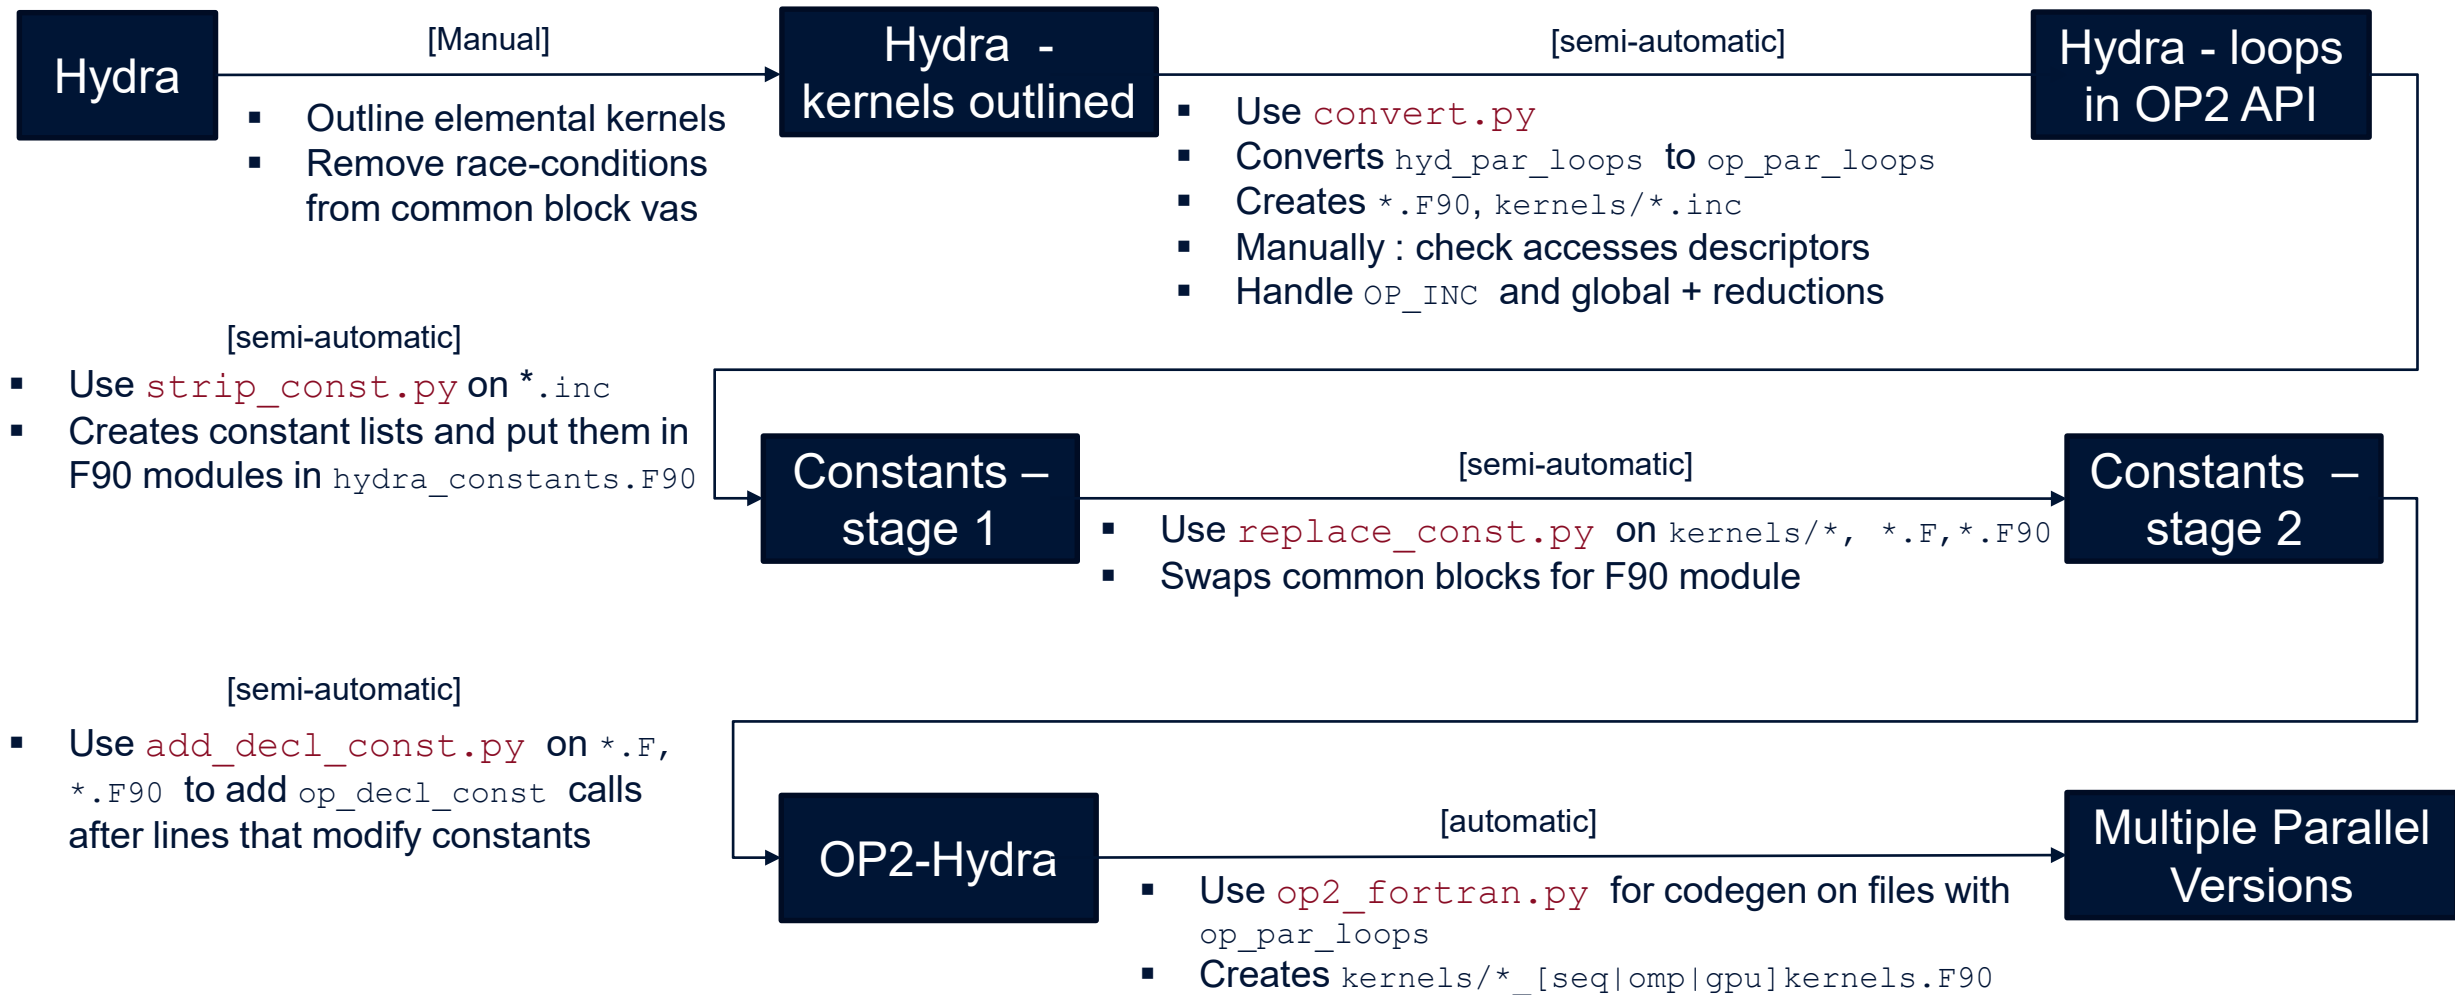 Hydra
[Manual]
▪ Outline elemental kernels
▪ Remove race-conditions
from common block vas
Hydra -
kernels outlined
[semi-automatic]
▪ Use convert.py
▪ Converts hyd_par_loops to op_par_loops
▪ Creates *.F90, kernels/*.inc
▪ Manually : check accesses descriptors
▪ Handle OP_INC and global + reductions
Hydra - loops
in OP2 API
[semi-automatic]
▪ Use strip_const.py on *.inc
▪ Creates constant lists and put them in
F90 modules in hydra_constants.F90
Constants –
stage 1
[semi-automatic]
▪ Use replace_const.py on kernels/*, *.F,*.F90
▪ Swaps common blocks for F90 module
Constants –
stage 2
[semi-automatic]
▪ Use add_decl_const.py on *.F,
*.F90 to add op_decl_const calls
after lines that modify constants
OP2-Hydra
[automatic]
▪ Use op2_fortran.py for codegen on files with
op_par_loops
▪ Creates kernels/*_[seq|omp|gpu]kernels.F90
Multiple Parallel
Versions